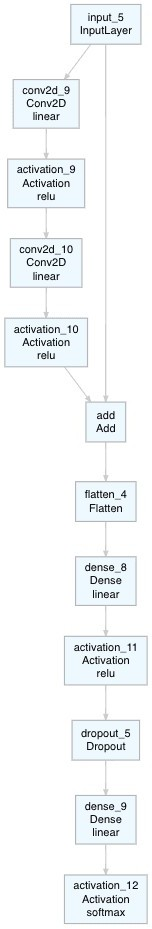 input_5
InputLayer
conv2d_9
Conv2D
linear
activation_9
Activation
relu
conv2d_10
Conv2D
linear
activation_10
Activation
relu
add
Add
flatten_4
Flatten
dense_8
Dense
linear
activation_11
Activation
relu
dropout_5
Dropout
dense_9
Dense
linear
activation_12
Activation
softmax